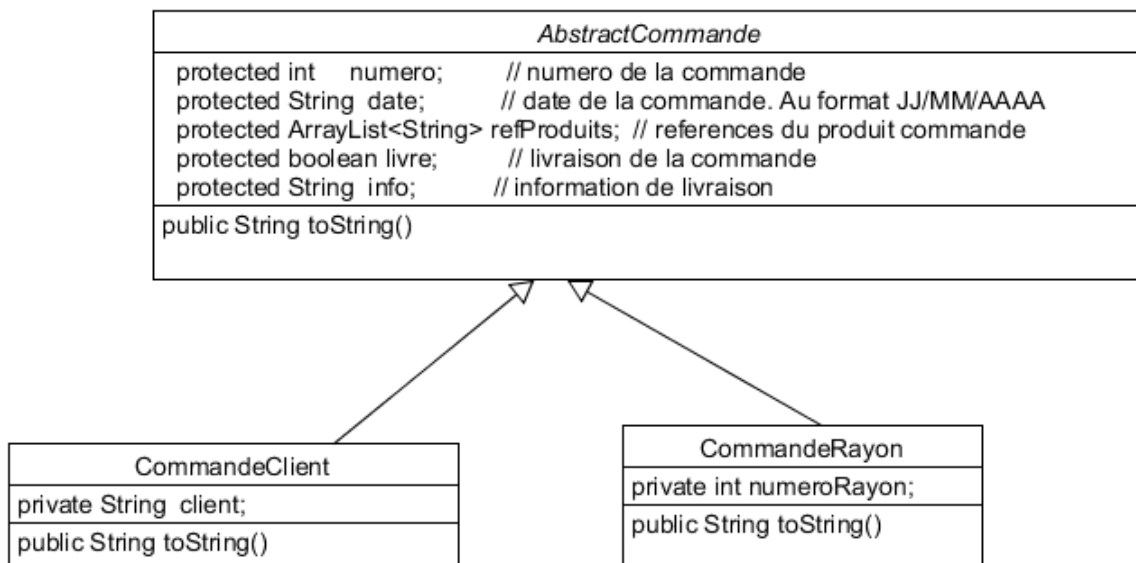 AbstractCommande
protected int numero; // numero de la commande
protected String date; // date de la commande. Au format JJ/MM/AAAA
protected ArrayList<String> refProduits; // references du produit commande
protected boolean livre; // livraison de la commande
protected String info; // information de livraison
public String toString()
CommandeClient
private String client;
public String toString()
CommandeRayon
private int numeroRayon;
public String toString()